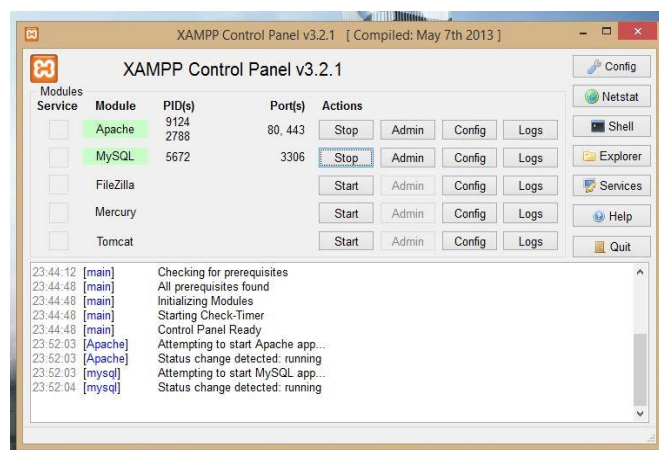 XAMPP Control Panel v3.2.1 [ Compiled: May 7th 2013 ]
XAMPP Control Panel v3.2.1
Config
Modules
Service Module PID(s) Port(s) Actions
Netstat
Apache 9124 2788 80, 443 Stop Admin Config Logs
Shell
MySQL 5672 3306 Stop Admin Config Logs
Explorer
FileZilla Start Admin Config Logs
Services
Mercury Start Admin Config Logs
Help
Tomcat Start Admin Config Logs
Quit
23:44:12 [main] Checking for prerequisites
23:44:48 [main] All prerequisites found
23:44:48 [main] Initializing Modules
23:44:48 [main] Starting Check-Timer
23:44:48 [main] Control Panel Ready
23:52:03 [Apache] Attempting to start Apache app...
23:52:03 [Apache] Status change detected: running
23:52:03 [mysql] Attempting to start MySQL app...
23:52:04 [mysql] Status change detected: running